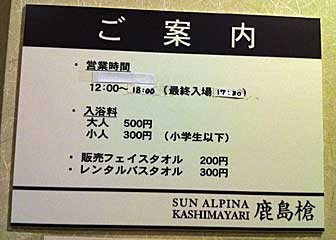 ご案内
・営業時間
12:00～18:00（最終入場17:30）
・入浴料
大人 500円
小人 300円（小学生以下）
・販売フェイスタオル 200円
・レンタルバスタオル 300円
SUN ALPINA
KASHIMAYARI 鹿島槍